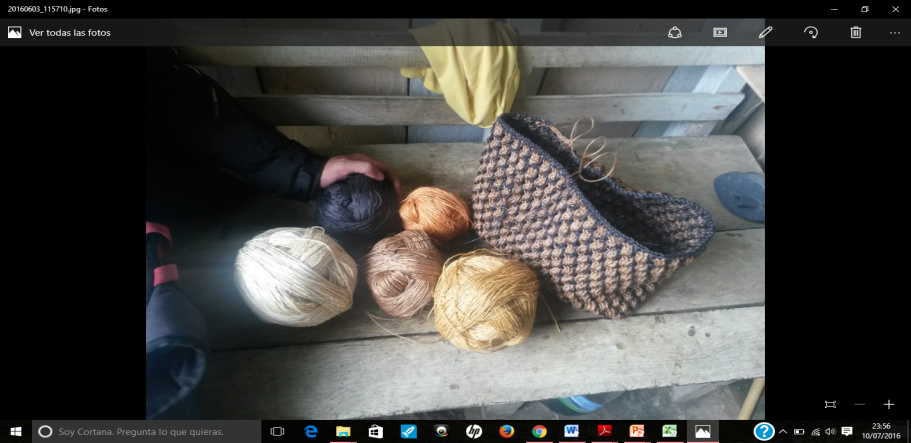 20160603_115710.jpg - Fotos
Ver todas las fotos
Soy Cortana. Pregunta lo que quieras.
23:56
10/07/2016